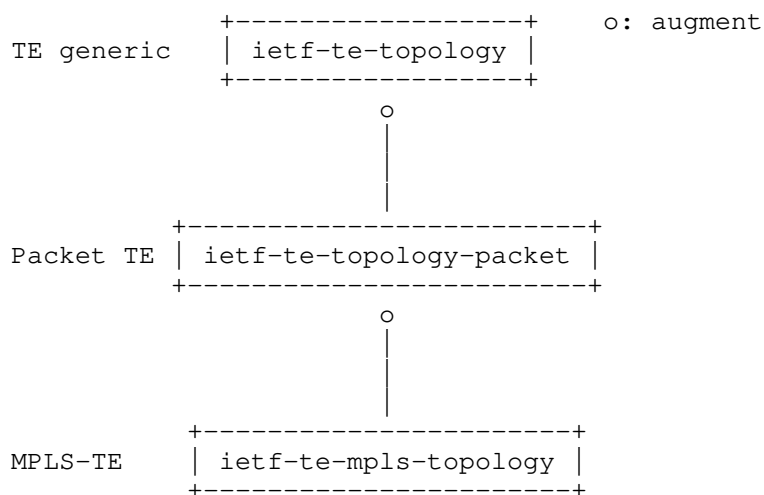 o: augment
TE generic ietf-te-topology
o
Packet TE ietf-te-topology-packet
o
MPLS-TE ietf-te-mpls-topology